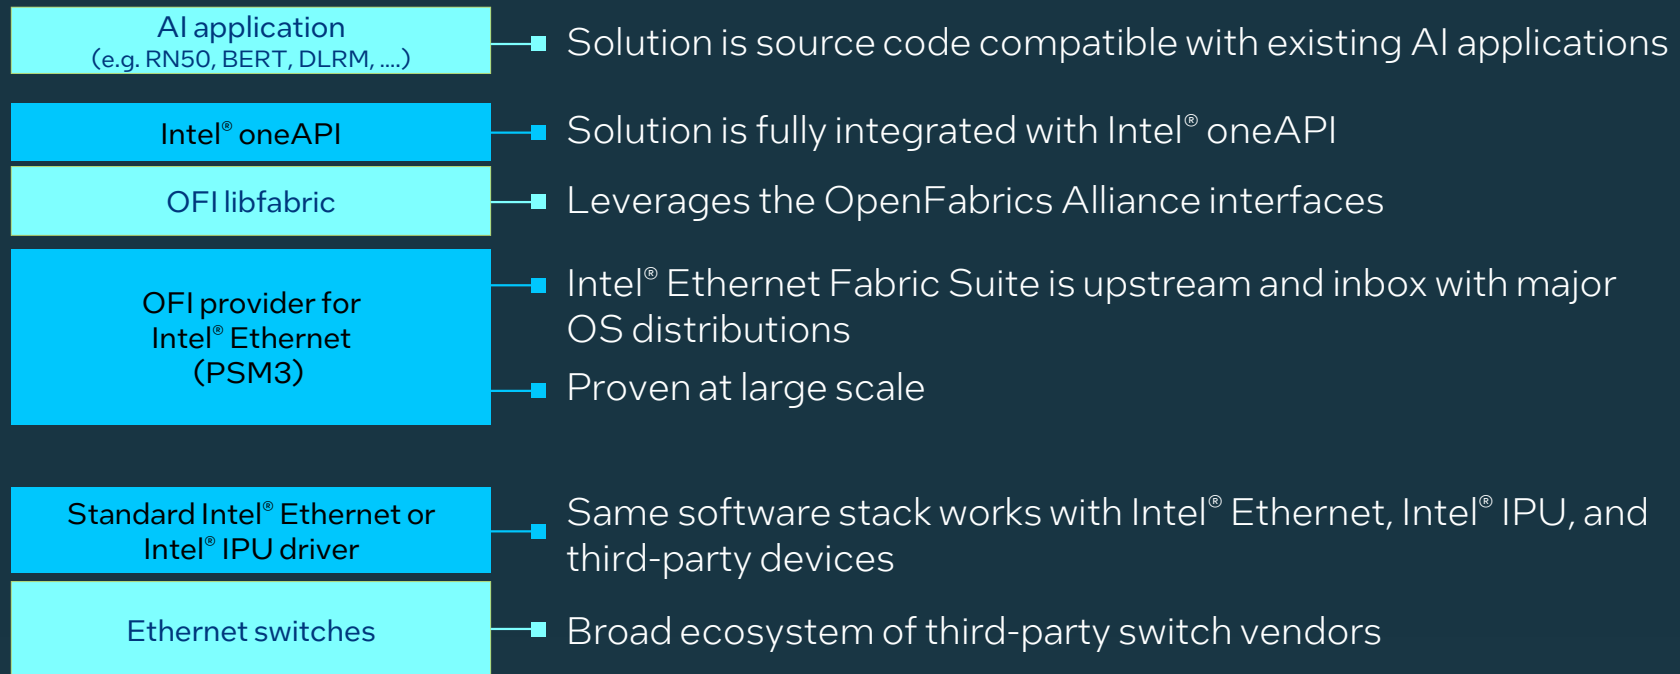 AI application
(e.g. RN50, BERT, DLRM, ....)
Solution is source code compatible with existing AI applications
Intel® oneAPI
Solution is fully integrated with Intel® oneAPI
OFI libfabric
Leverages the OpenFabrics Alliance interfaces
OFI provider for
Intel® Ethernet
(PSM3)
Intel® Ethernet Fabric Suite is upstream and inbox with major
OS distributions
Proven at large scale
Standard Intel® Ethernet or
Intel® IPU driver
Same software stack works with Intel® Ethernet, Intel® IPU, and
third-party devices
Ethernet switches
Broad ecosystem of third-party switch vendors